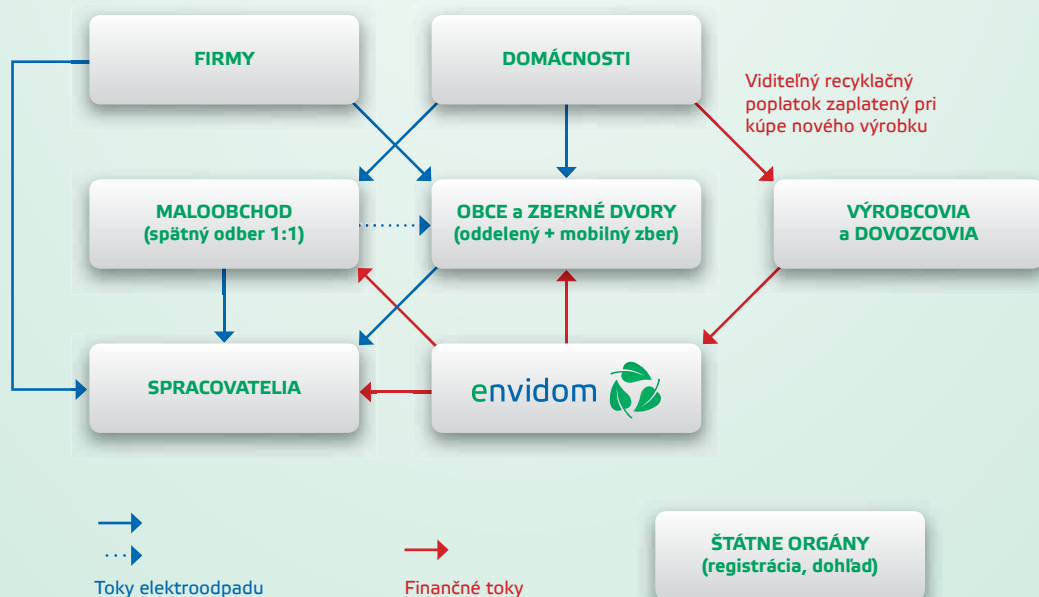 FIRMY
DOMÁCNOSTI
Viditeľný recyklačný
poplatok zaplatený pri
kúpe nového výrobku
MALOOBCHOD
(spätný odber 1:1)
OBCE a ZBERNÉ DVORY
(oddelený + mobilný zber)
VÝROBCOVIA
a DOVOZCOVIA
SPRACOVATELIA
envidom
ŠTÁTNE ORGÁNY
(registrácia, dohľad)
Toky elektroodpadu
Finančné toky